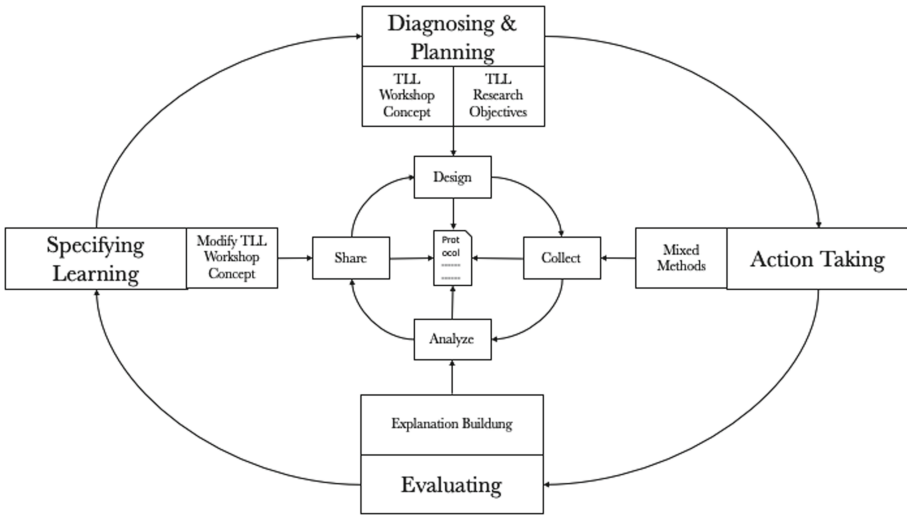 Diagnosing &
Planning
TLL
Workshop
Concept
TLL
Research
Objectives
Design
Specifying
Learning
Modify TLL
Workshop
Concept
Share
Prot
ocol
------
------
Collect
Mixed
Methods
Action Taking
Analyze
Explanation Buildung
Evaluating